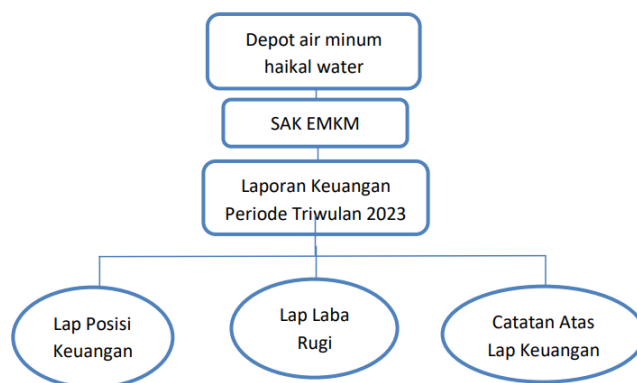 Depot air minum
haikal water
SAK EMKM
Laporan Keuangan
Periode Triwulan 2023
Lap Posisi
Keuangan
Lap Laba
Rugi
Catatan Atas
Lap Keuangan